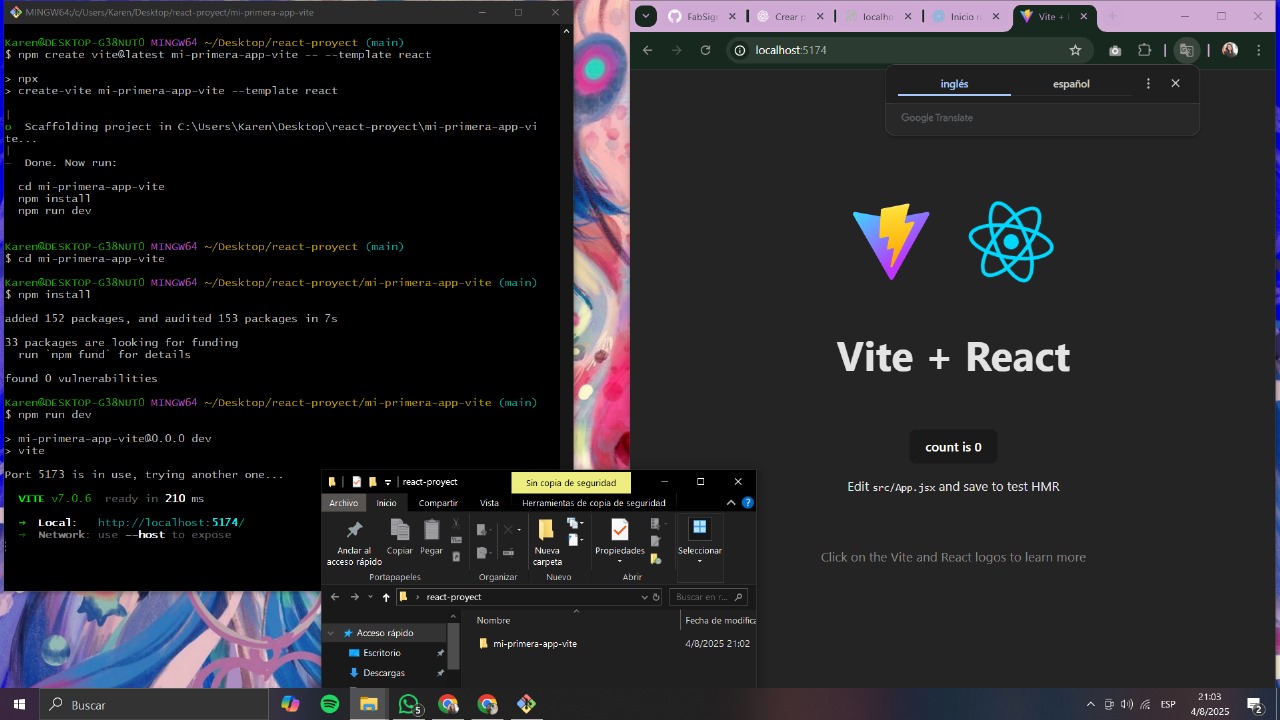 MINGW64:/c/Users/Karen/Desktop/react-proyect/mi-primera-app-vite
Karen@DESKTOP-G38NUT0 MINGW64 ~/Desktop/react-proyect (main)
$ npm create vite@latest mi-primera-app-vite -- --template react
> npx
> create-vite mi-primera-app-vite --template react
|
o  Scaffolding project in C:\Users\Karen\Desktop\react-proyect\mi-primera-app-vi
te...
|
—  Done. Now run:
cd mi-primera-app-vite
npm install
npm run dev
Karen@DESKTOP-G38NUT0 MINGW64 ~/Desktop/react-proyect (main)
$ cd mi-primera-app-vite
Karen@DESKTOP-G38NUT0 MINGW64 ~/Desktop/react-proyect/mi-primera-app-vite (main)
$ npm install
added 152 packages, and audited 153 packages in 7s
33 packages are looking for funding
run `npm fund` for details
found 0 vulnerabilities
Karen@DESKTOP-G38NUT0 MINGW64 ~/Desktop/react-proyect/mi-primera-app-vite (main)
$ npm run dev
> mi-primera-app-vite@0.0.0 dev
> vite
Port 5173 is in use, trying another one...
VITE v7.0.6  ready in 210 ms
➜  Local:   http://localhost:5174/
➜  Network: use --host to expose
FabSign
Crear p
localho
Inicio r
Vite + R
localhost:5174
inglés
español
Google Translate
Vite + React
count is 0
Edit src/App.jsx and save to test HMR
Click on the Vite and React logos to learn more
react-proyect
Sin copia de seguridad
Archivo
Inicio
Compartir
Vista
Herramientas de copia de seguridad
Anclar al
acceso rápido
Copiar
Pegar
Nueva
carpeta
Propiedades
Seleccionar
Portapapeles
Organizar
Nuevo
Abrir
react-proyect
Buscar en r...
Nombre
Fecha de modifica
Acceso rápido
Escritorio
Descargas
mi-primera-app-vite
4/8/2025 21:02
Buscar
5
ESP
21:03
4/8/2025
2